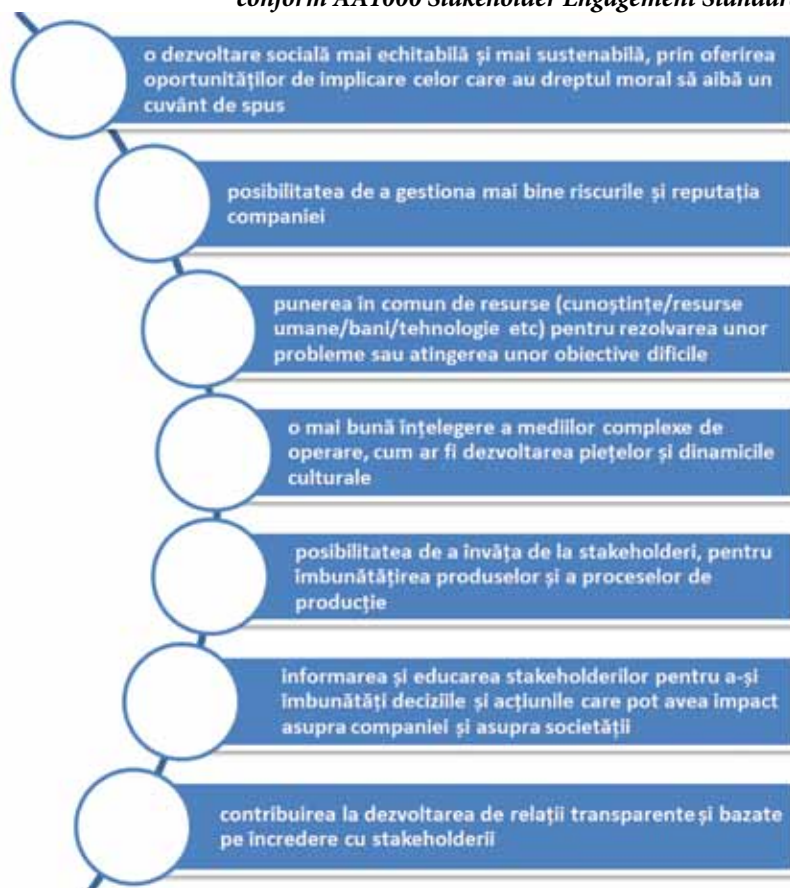 conform AA1000 Stakeholder Engagement Standard
o dezvoltare socială mai echitabilă și mai sustenabilă, prin oferirea
oportunităților de implicare celor care au dreptul moral să aibă un
cuvânt de spus
posibilitatea de a gestiona mai bine riscurile și reputația
companiei
punerea în comun de resurse (cunoștințe/resurse
umane/bani/tehnologie etc) pentru rezolvarea unor
probleme sau atingerea unor obiective dificile
o mai bună înțelegere a mediilor complexe de
operare, cum ar fi dezvoltarea piețelor și dinamicile
culturale
posibilitatea de a învăța de la stakeholderi, pentru
îmbunătățirea produselor și a proceselor de
producție
informarea și educarea stakeholderilor pentru a-și
îmbunătăți deciziile și acțiunile care pot avea impact
asupra companiei și asupra societății
contribuirea la dezvoltarea de relații transparente și bazate
pe încredere cu stakeholderii